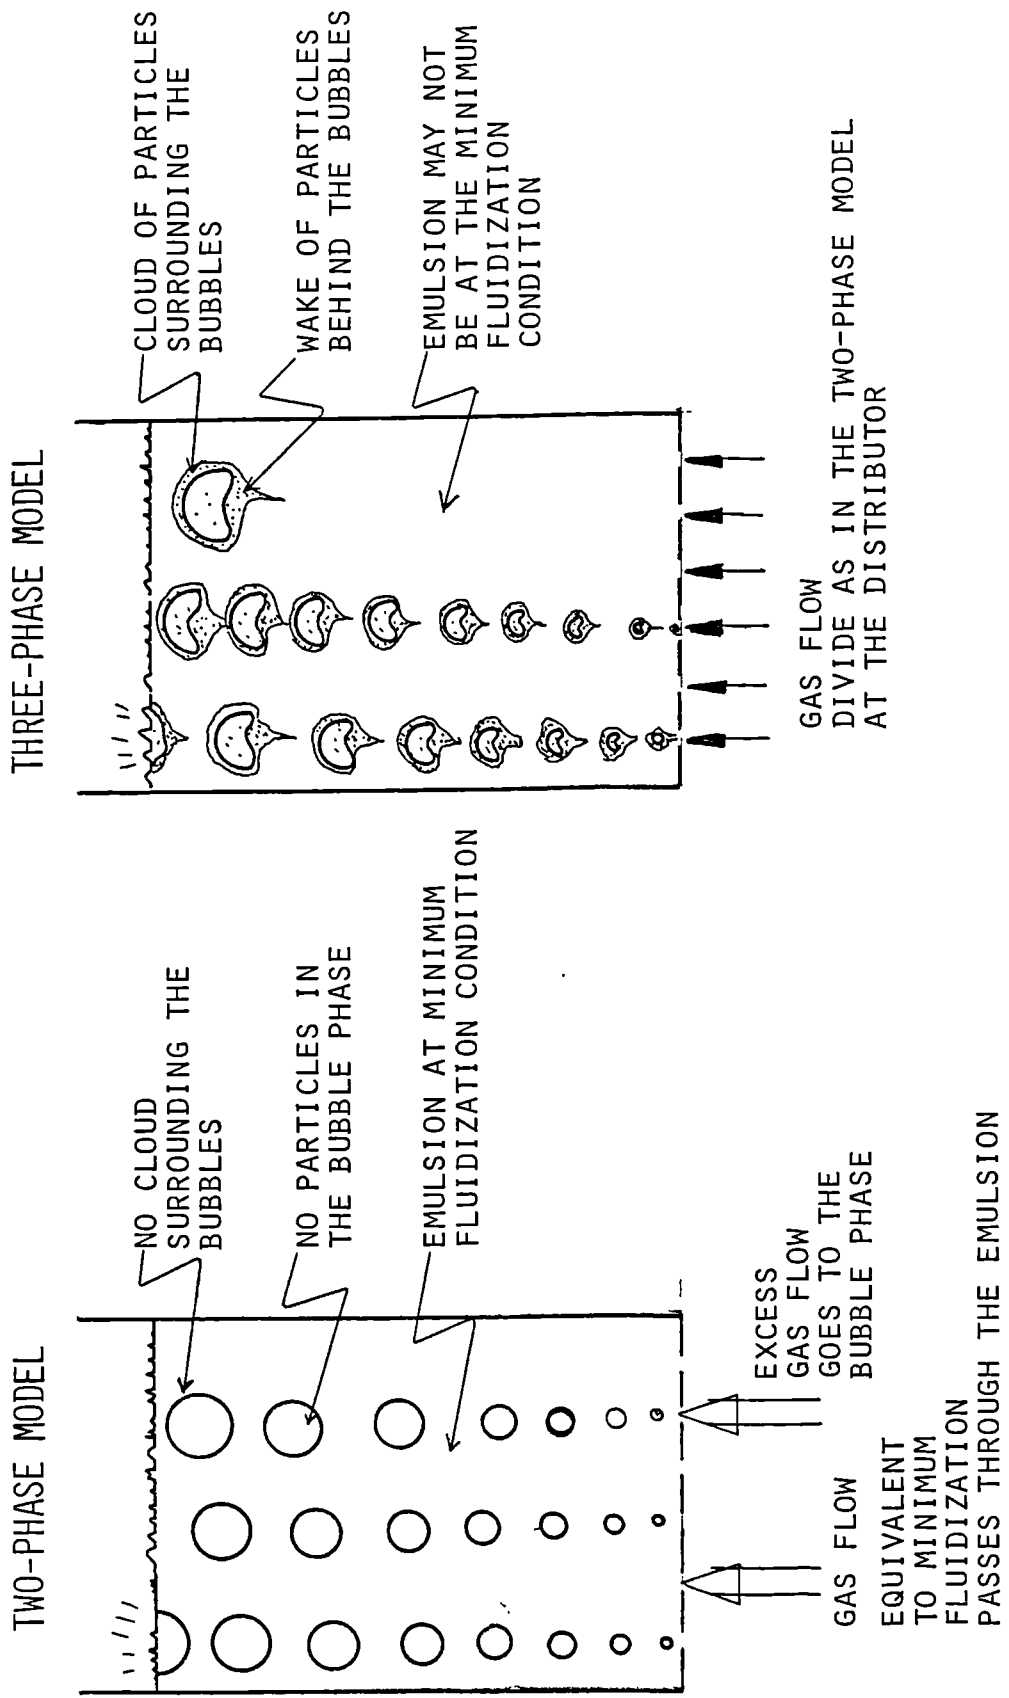 TWO-PHASE MODEL
NO CLOUD
SURROUNDING THE
BUBBLES
NO PARTICLES IN
THE BUBBLE PHASE
EMULSION AT MINIMUM
FLUIDIZATION CONDITION
EXCESS
GAS FLOW
GOES TO THE
BUBBLE PHASE
GAS FLOW
EQUIVALENT
TO MINIMUM
FLUIDIZATION
PASSES THROUGH THE EMULSION
THREE-PHASE MODEL
CLOUD OF PARTICLES
SURROUNDING THE
BUBBLES
WAKE OF PARTICLES
BEHIND THE BUBBLES
EMULSION MAY NOT
BE AT THE MINIMUM
FLUIDIZATION
CONDITION
GAS FLOW
DIVIDE AS IN THE TWO-PHASE MODEL
AT THE DISTRIBUTOR